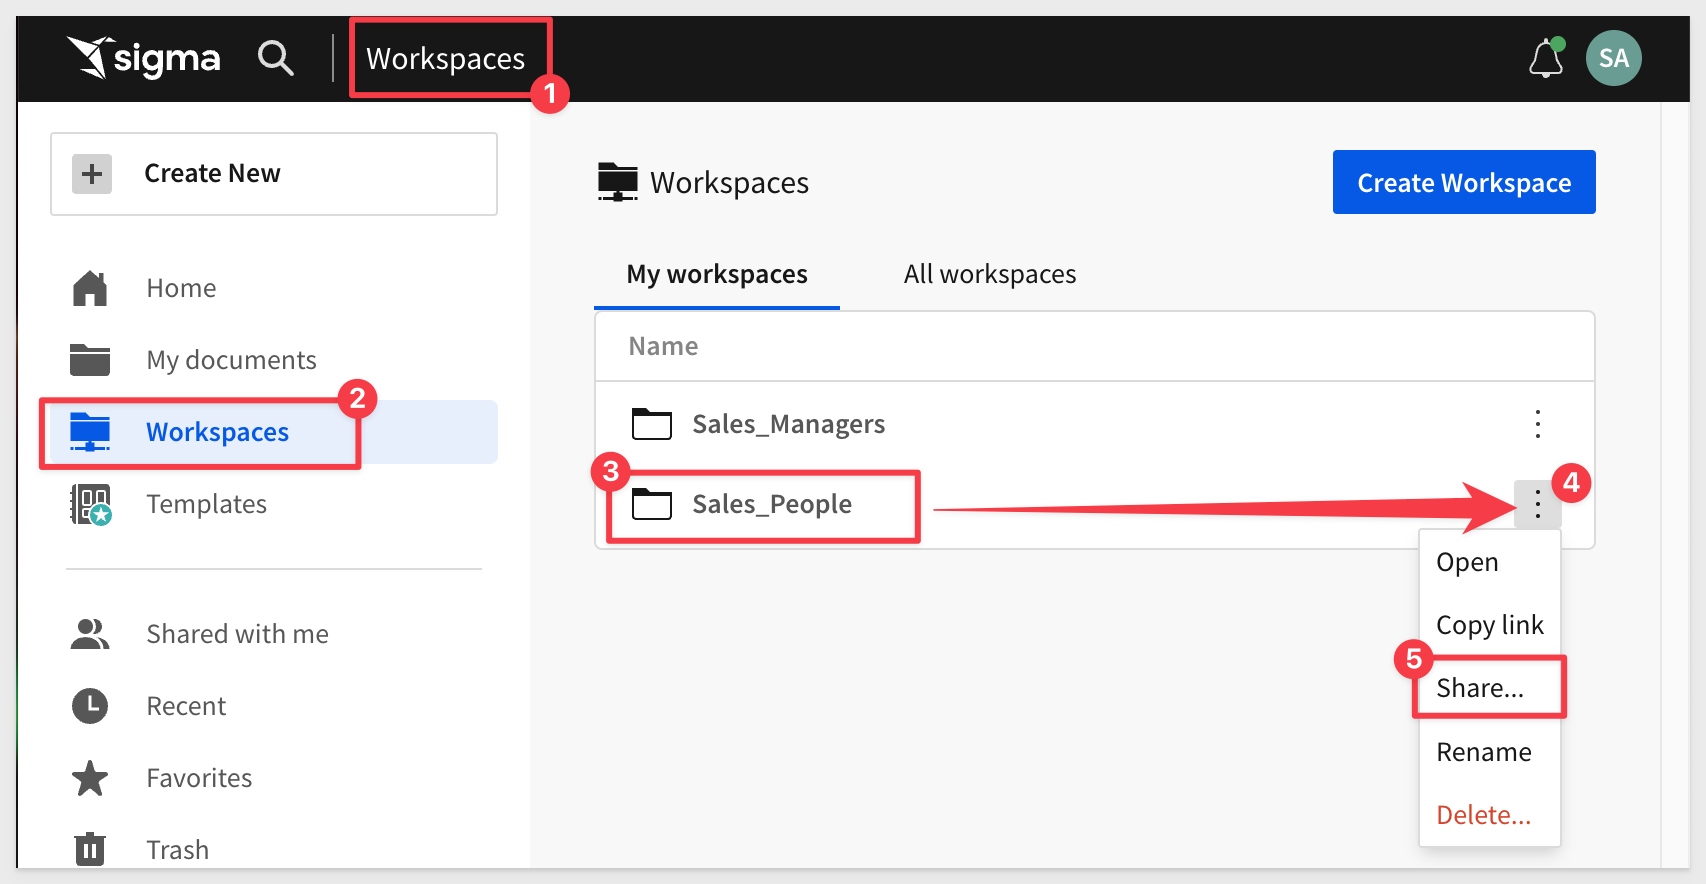 sigma
Workspaces
1
SA
Create New
Home
My documents
2
Workspaces
Templates
Shared with me
Recent
Favorites
Trash
Workspaces
Create Workspace
My workspaces
All workspaces
Name
Sales_Managers
3
Sales_People
4
Open
Copy link
5
Share...
Rename
Delete...